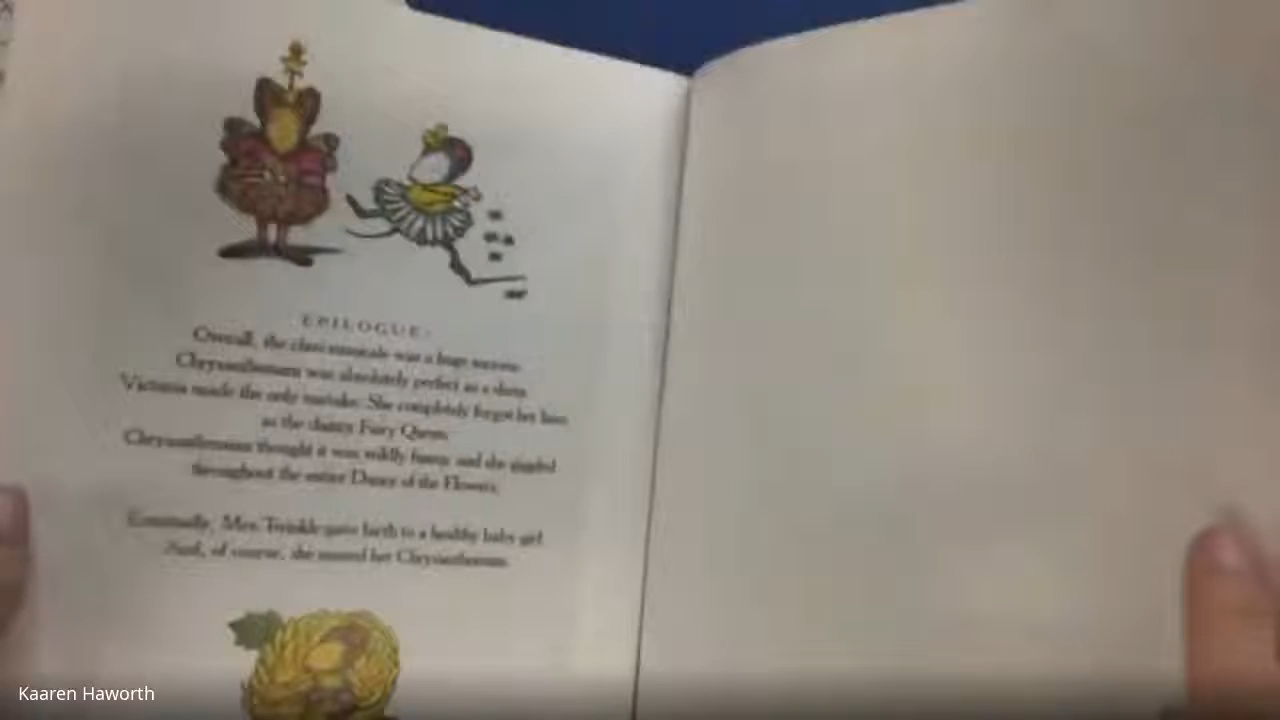 EPILOGUE
Overall, the class musicale was a huge success.
Chrysanthemum was absolutely perfect as a daisy.
Victoria made the only mistake: She completely forgot her lines
as the dainty Fairy Queen.
Chrysanthemum thought it was wildly funny, and she giggled
throughout the entire Dance of the Flowers.
Eventually, Mrs. Twinkle gave birth to a healthy baby girl.
And, of course, she named her Chrysanthemum.
Kaaren Haworth